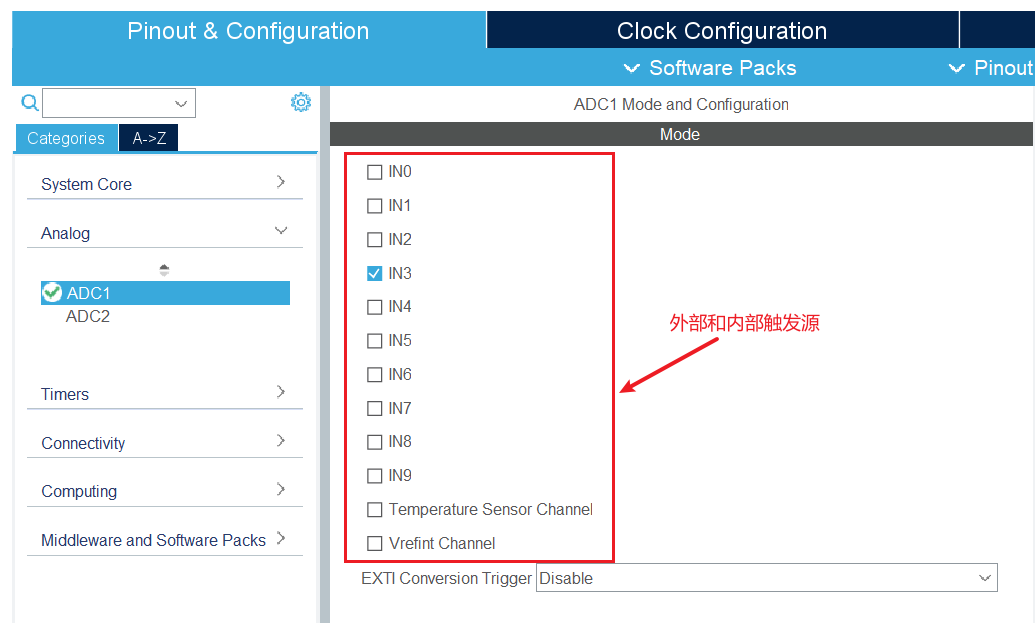 Pinout & Configuration
Clock Configuration
Software Packs
Pinout
ADC1 Mode and Configuration
Categories
A->Z
Mode
System Core
Analog
ADC1
ADC2
Timers
Connectivity
Computing
Middleware and Software Packs
IN0
IN1
IN2
IN3
IN4
IN5
IN6
IN7
IN8
IN9
Temperature Sensor Channel
Vrefint Channel
EXTI Conversion Trigger Disable
外部和内部触发源